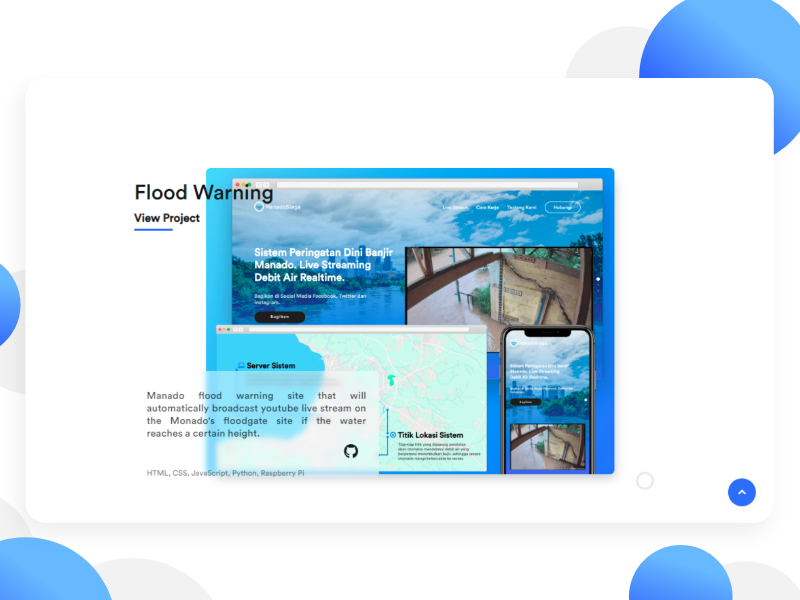 Flood Warning
View Project
ManadoSiaga
Live Stream Cara Kerja Tentang Kami Hubungi
Sistem Peringatan Dini Banjir
Manado. Live Streaming
Debit Air Realtime.
Bagikan di Social Media Facebook, Twitter dan
Instagram.
Bagikan
Server Sistem
Titik Lokasi Sistem
Manado flood warning site that will
automatically broadcast youtube live stream on
the Monado's floodgate site if the water
reaches a certain height.
HTML, CSS, JavaScript, Python, Raspberry Pi
Sistem Peringatan Dini Banjir
Manado. Live Streaming
Debit Air Realtime.
Bagikan